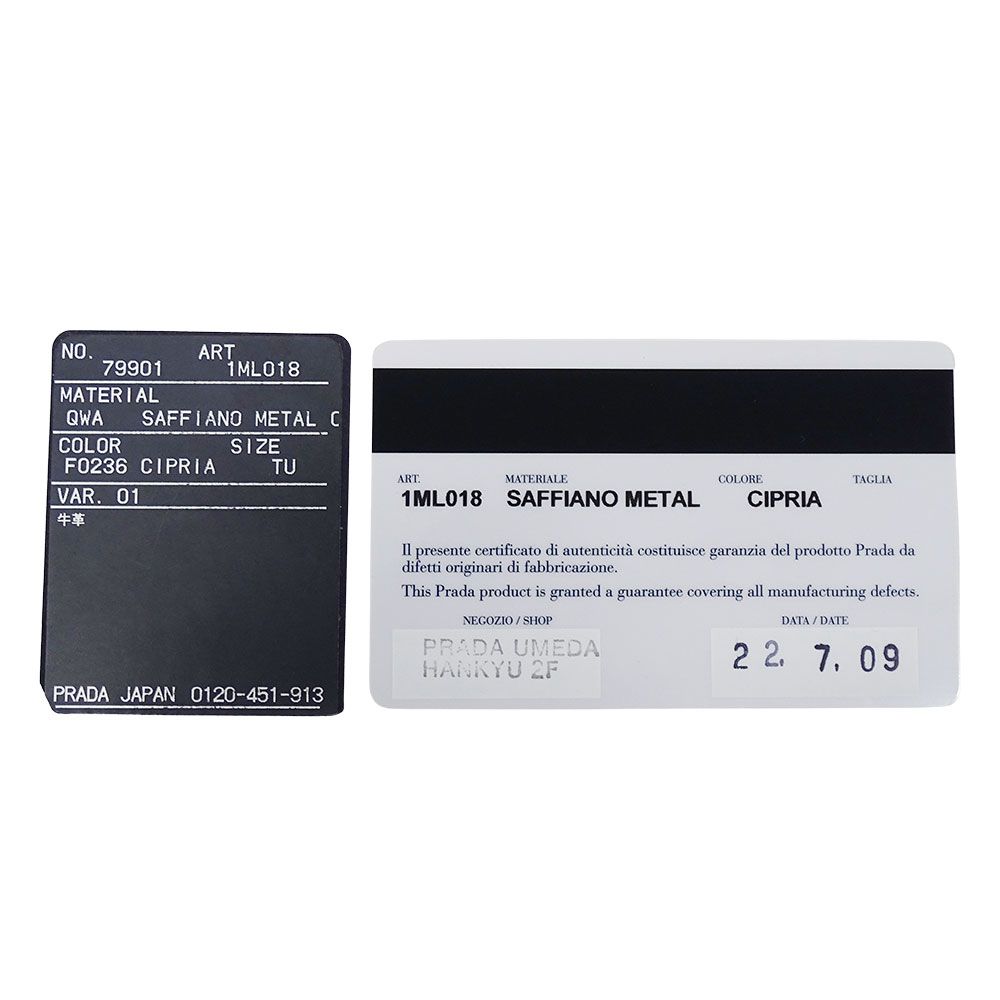 NO. ART
79901 1ML018
MATERIAL
QWA SAFFIANO METAL
COLOR SIZE
F0236 CIPRIA TU
VAR. 01
牛革
PRADA JAPAN 0120-451-913
ART. MATERIALE COLORE TAGLIA
1ML018 SAFFIANO METAL CIPRIA
Il presente certificato di autenticità costituisce garanzia del prodotto Prada da
difetti originari di fabbricazione.
This Prada product is granted a guarantee covering all manufacturing defects.
NEGOZIO / SHOP DATA / DATE
PRADA UMEDA
HANKYU 2F
22. 7. 09